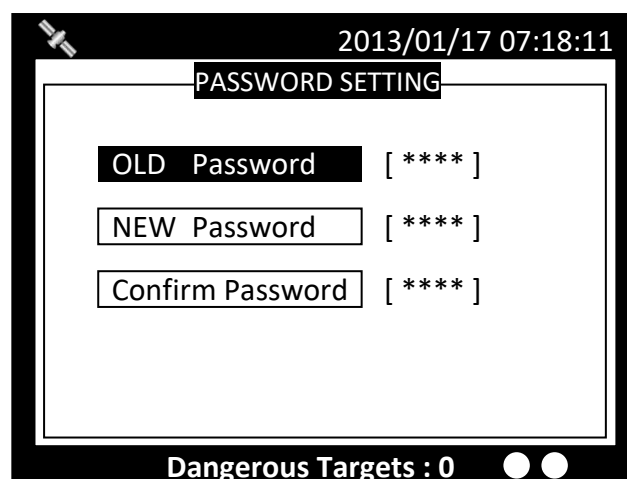 2013/01/17 07:18:11
PASSWORD SETTING
OLD Password [ **** ]
NEW Password [ **** ]
Confirm Password [ **** ]
Dangerous Targets : 0